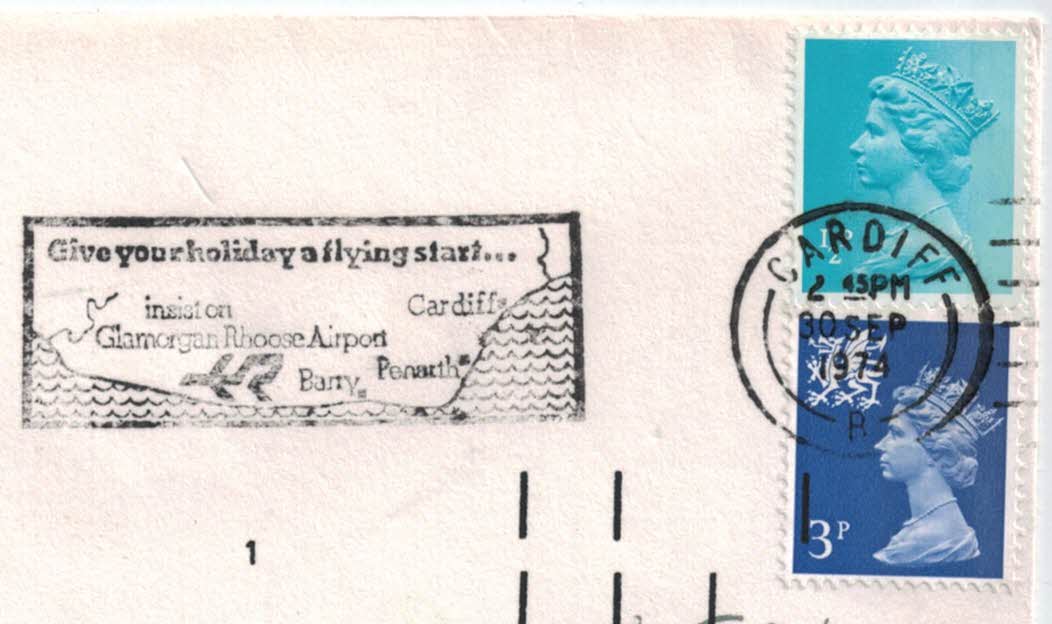 Give your holiday a flying start...
insist on
Glamorgan Rhoose Airport
Cardiff
Penarth
Barry
½P
CARDIFF
2 45PM
30 SEP
1974
B
3P
1